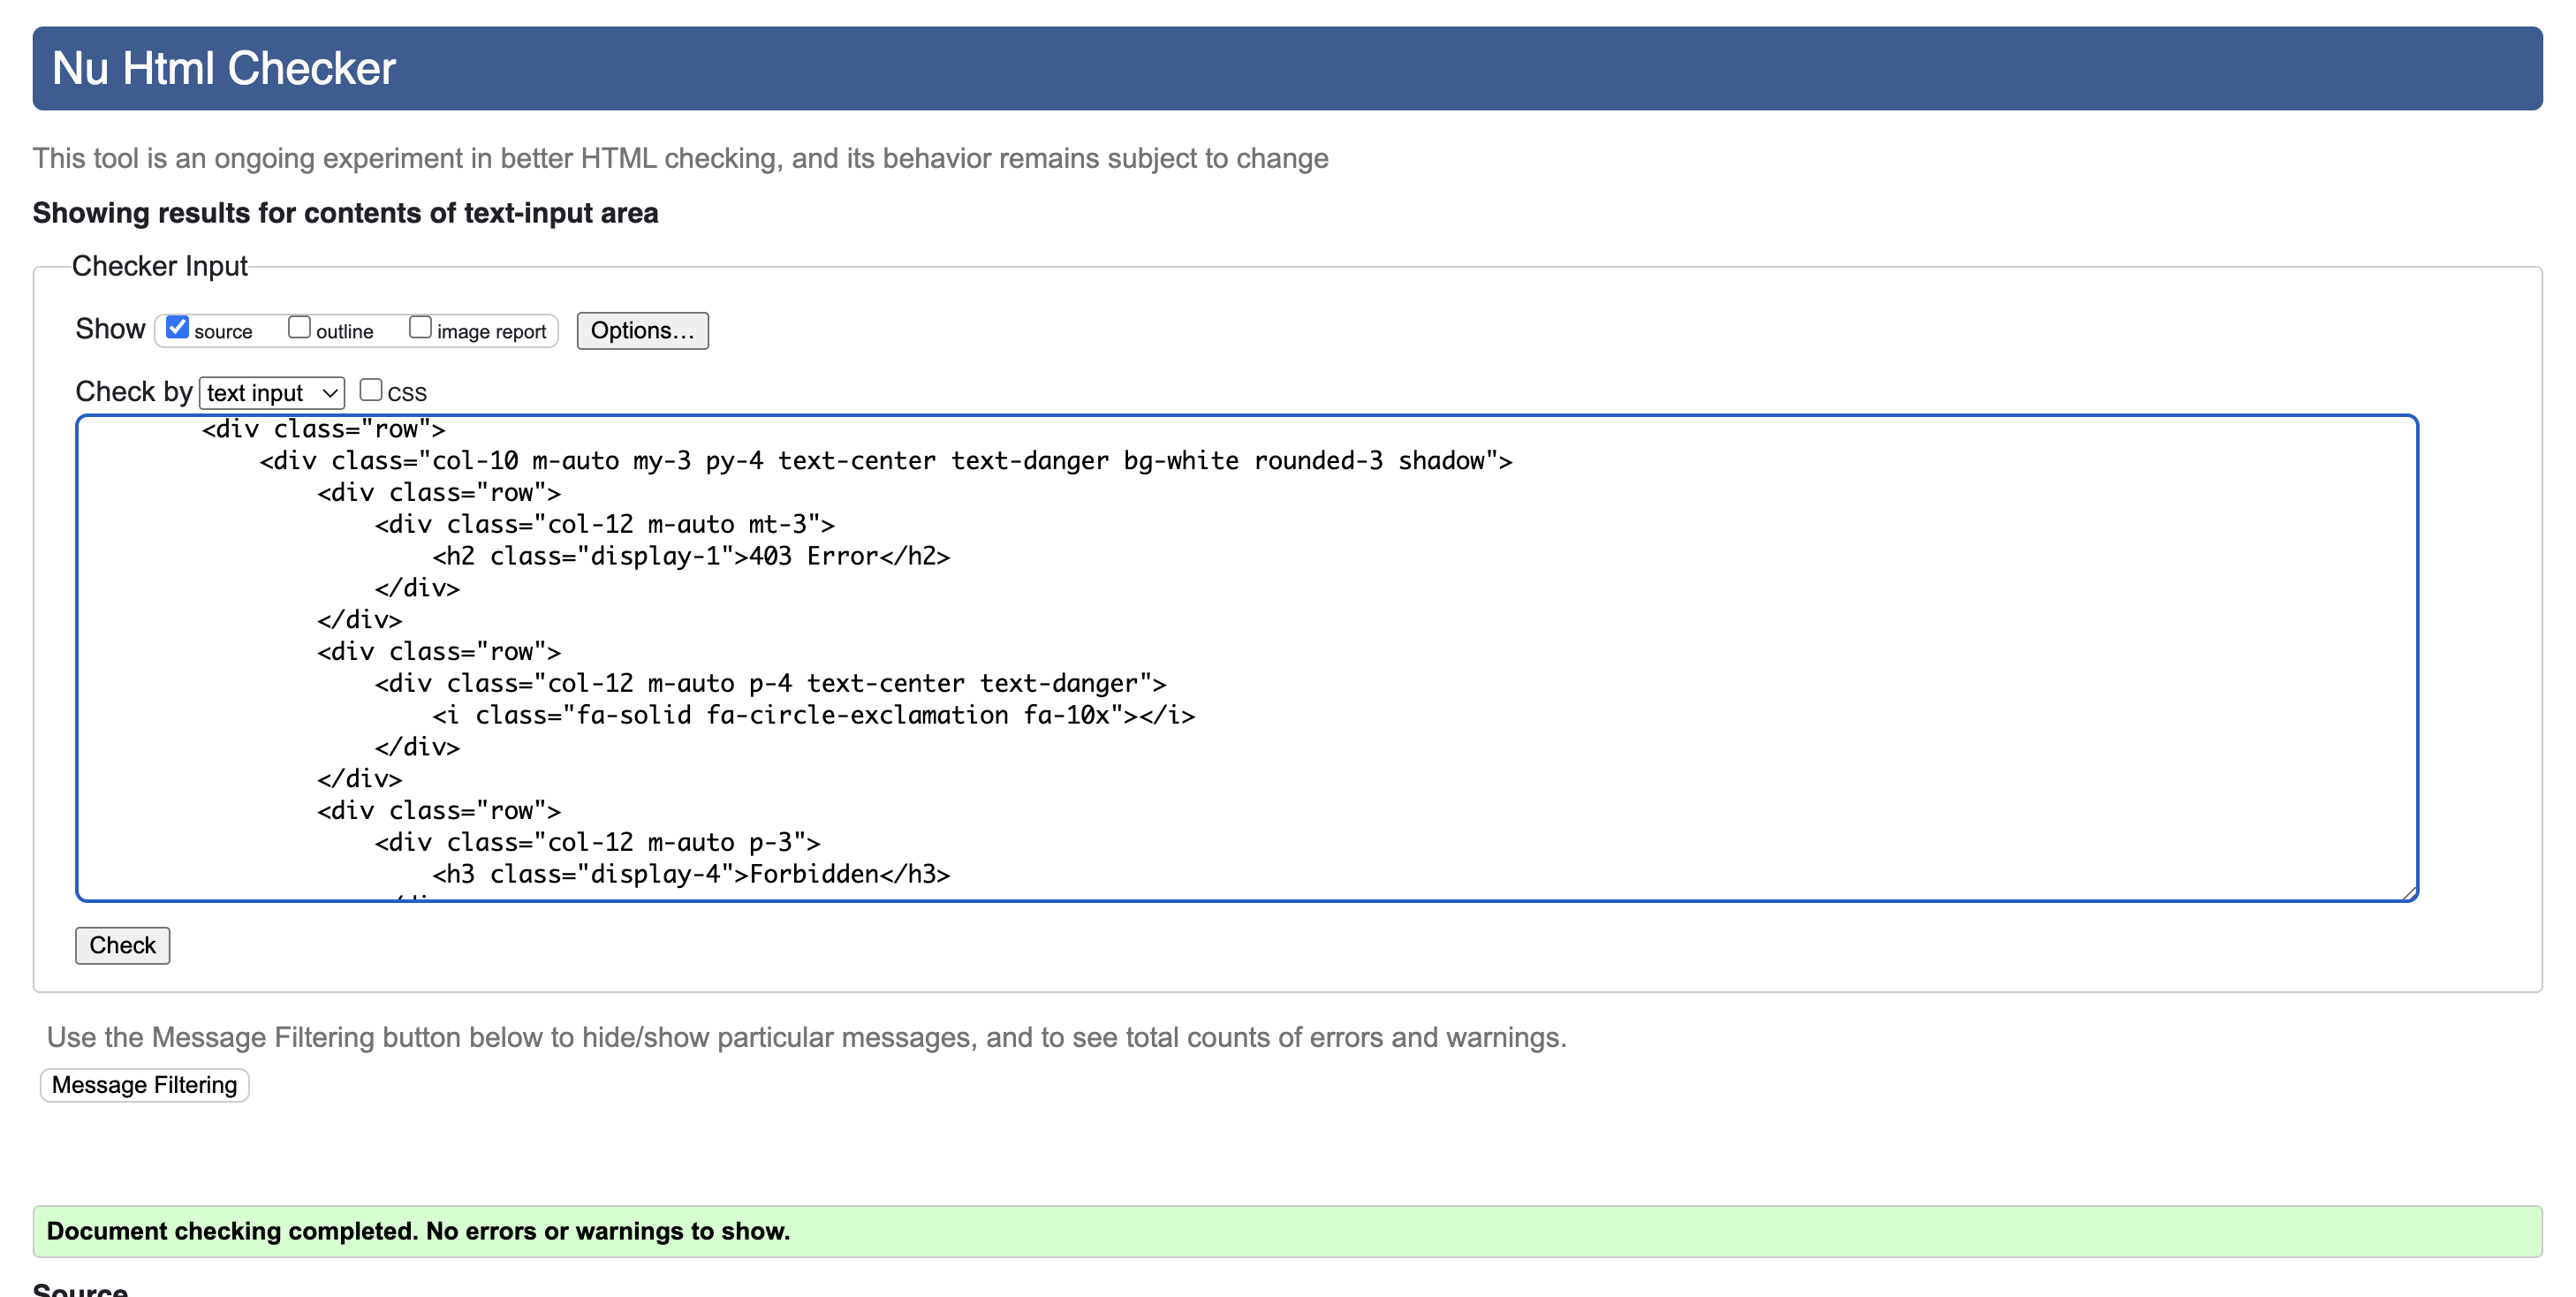 Nu Html Checker
This tool is an ongoing experiment in better HTML checking, and its behavior remains subject to change
Showing results for contents of text-input area
Checker Input
Show source outline image report Options...
Check by text input CSS
<div class="row">
<div class="col-10 m-auto my-3 py-4 text-center text-danger bg-white rounded-3 shadow">
<div class="row">
<div class="col-12 m-auto mt-3">
<h2 class="display-1">403 Error</h2>
</div>
</div>
<div class="row">
<div class="col-12 m-auto p-4 text-center text-danger">
<i class="fa-solid fa-circle-exclamation fa-10x"></i>
</div>
</div>
<div class="row">
<div class="col-12 m-auto p-3">
<h3 class="display-4">Forbidden</h3>
Check
Use the Message Filtering button below to hide/show particular messages, and to see total counts of errors and warnings.
Message Filtering
Document checking completed. No errors or warnings to show.
Source